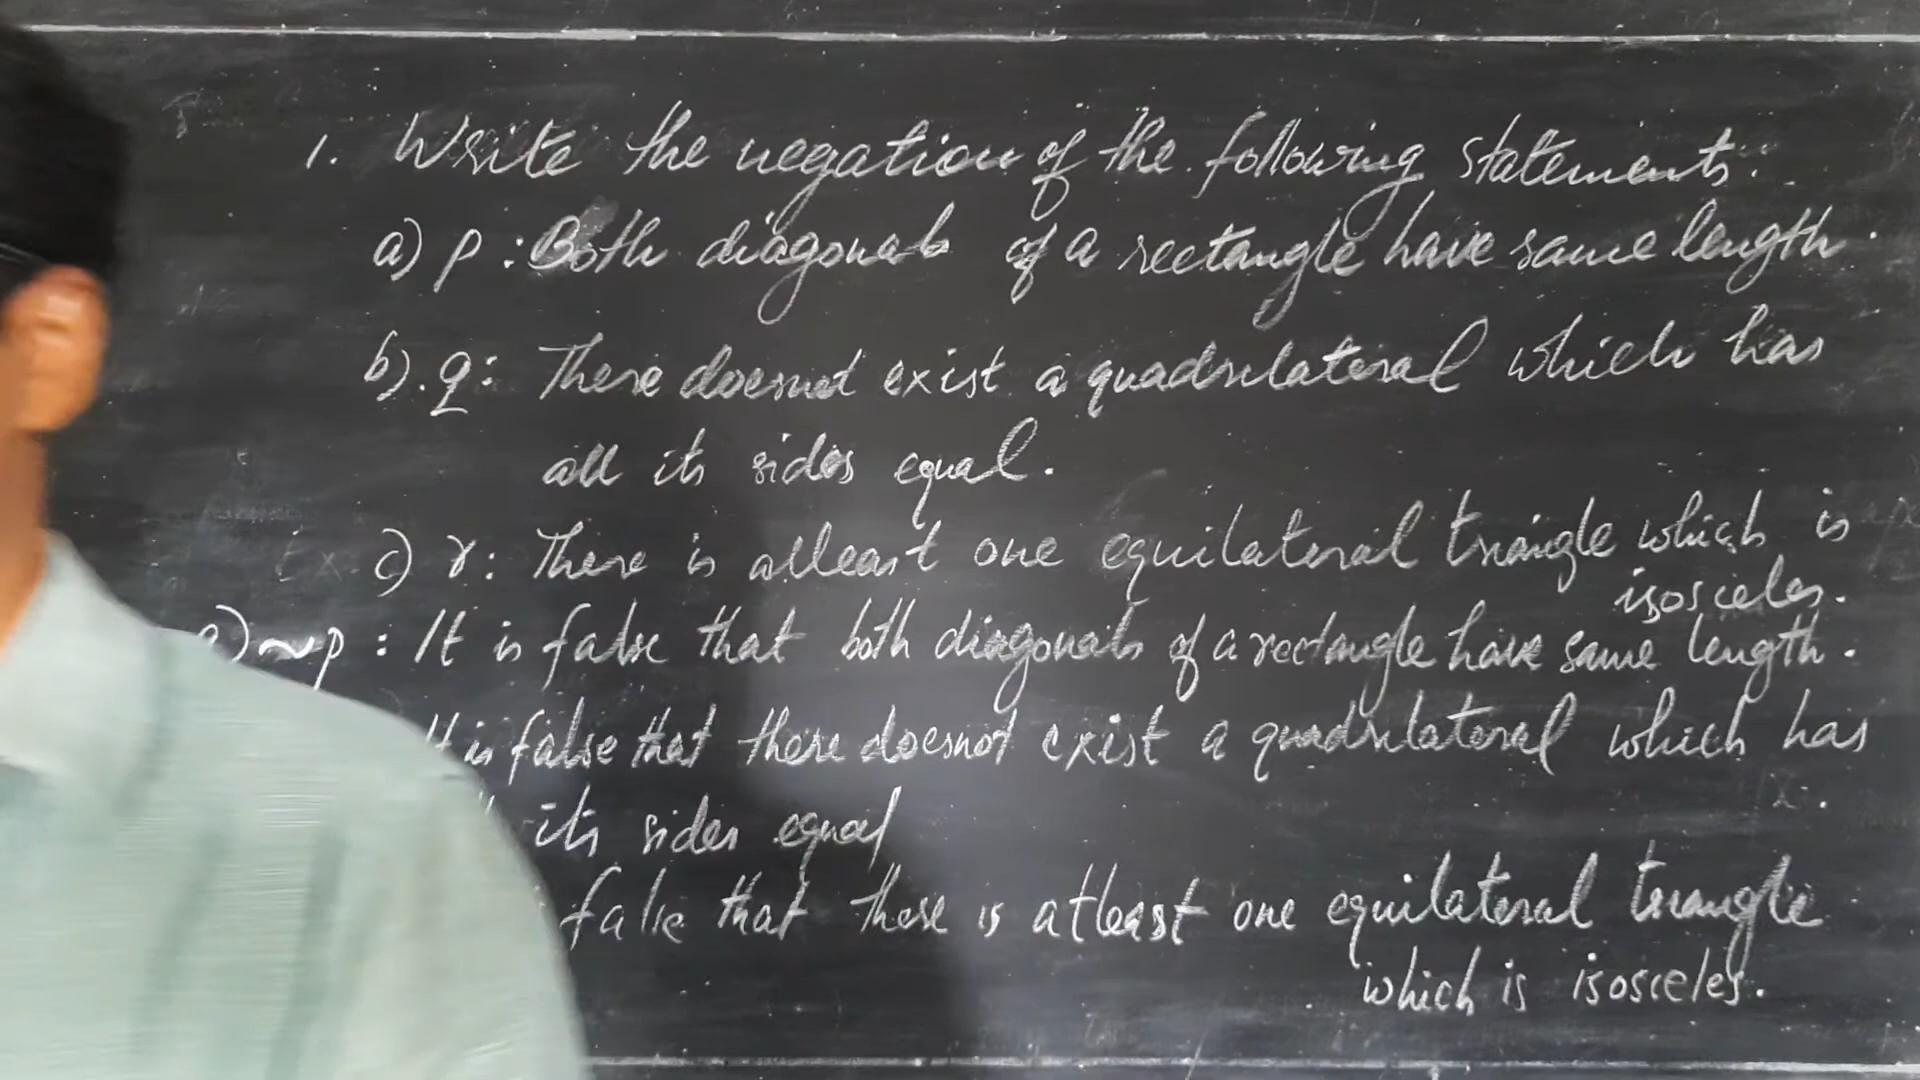 1. Write the negation of the following statements:
a) p : Both diagonals of a rectangle have same length.
b). q: There doesnot exist a quadrilateral which has
all its sides equal.
c) r: There is atleast one equilateral triangle which is
isosceles.
~p : It is false that both diagonals of a rectangle have same length.
It is false that there doesnot exist a quadrilateral which has
its sides equal
false that there is atleast one equilateral triangle
which is isosceles.